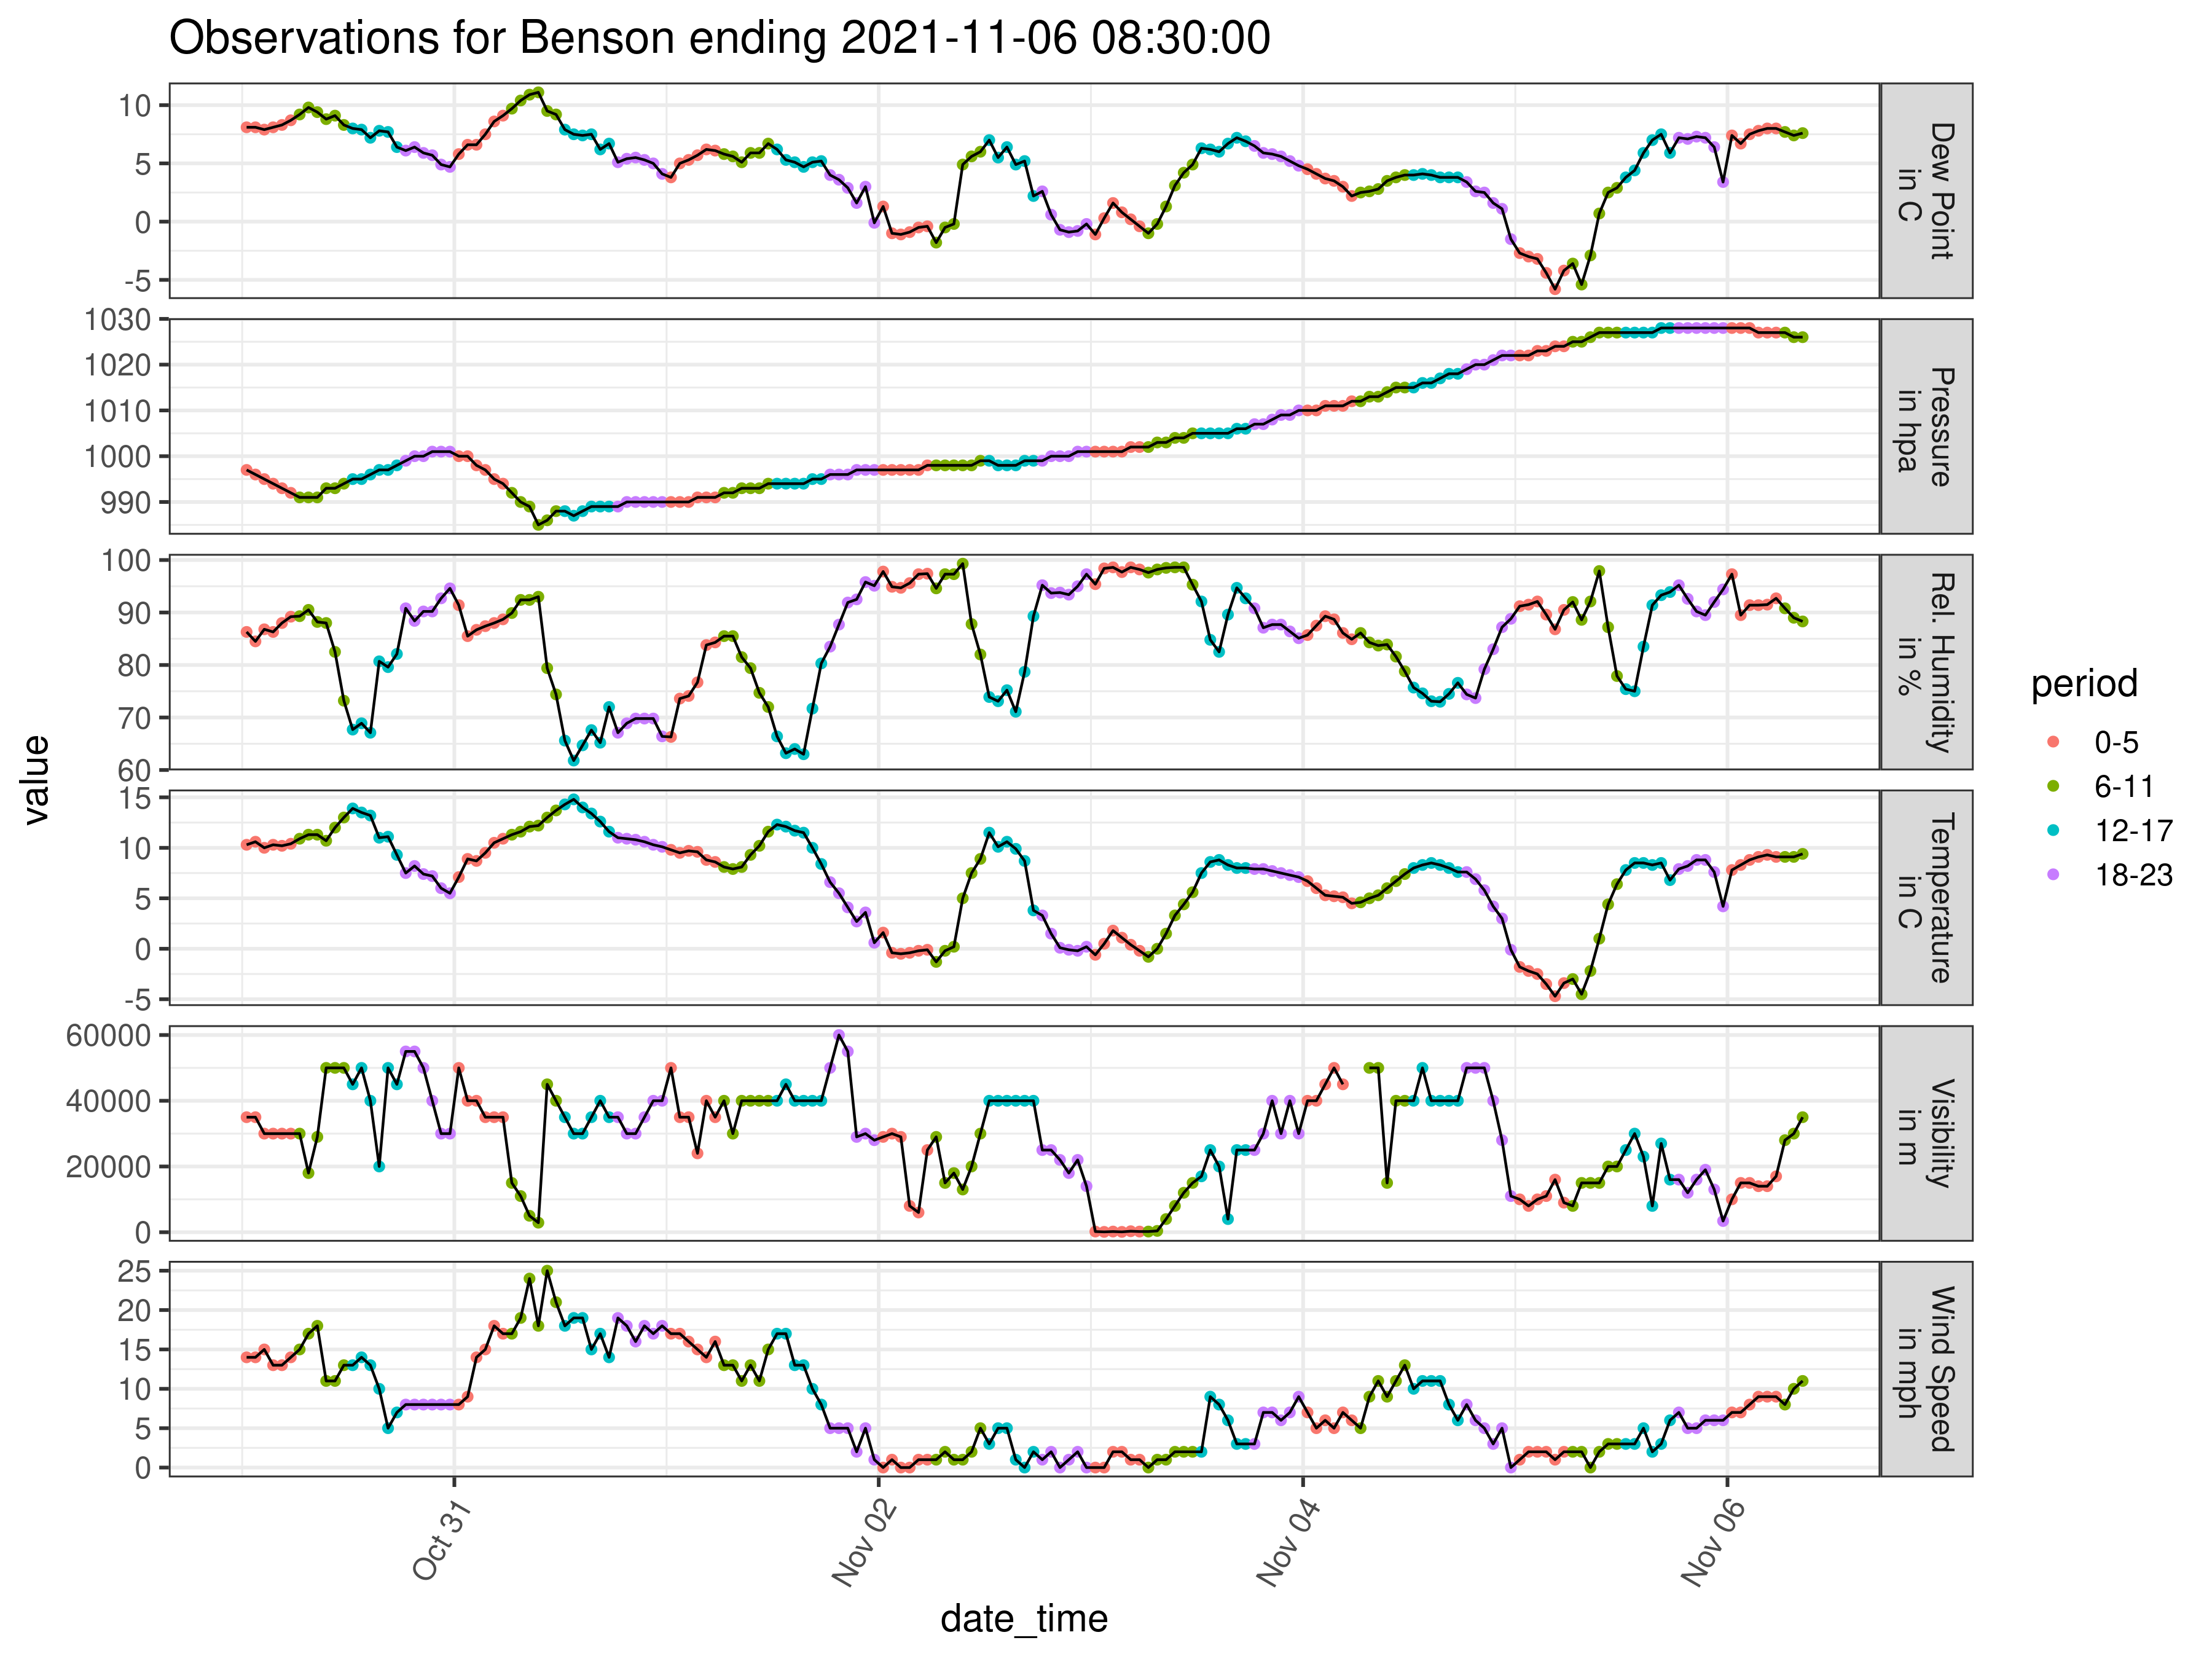 Observations for Benson ending 2021-11-06 08:30:00
value
10
5
0
-5
Dew Point
in C
1030
1020
1010
1000
990
Pressure
in hpa
100
90
80
70
60
Rel. Humidity
in %
15
10
5
0
-5
Temperature
in C
60000
40000
20000
0
Visibility
in m
25
20
15
10
5
0
Wind Speed
in mph
Oct 31
Nov 02
Nov 04
Nov 06
date_time
period
0-5
6-11
12-17
18-23